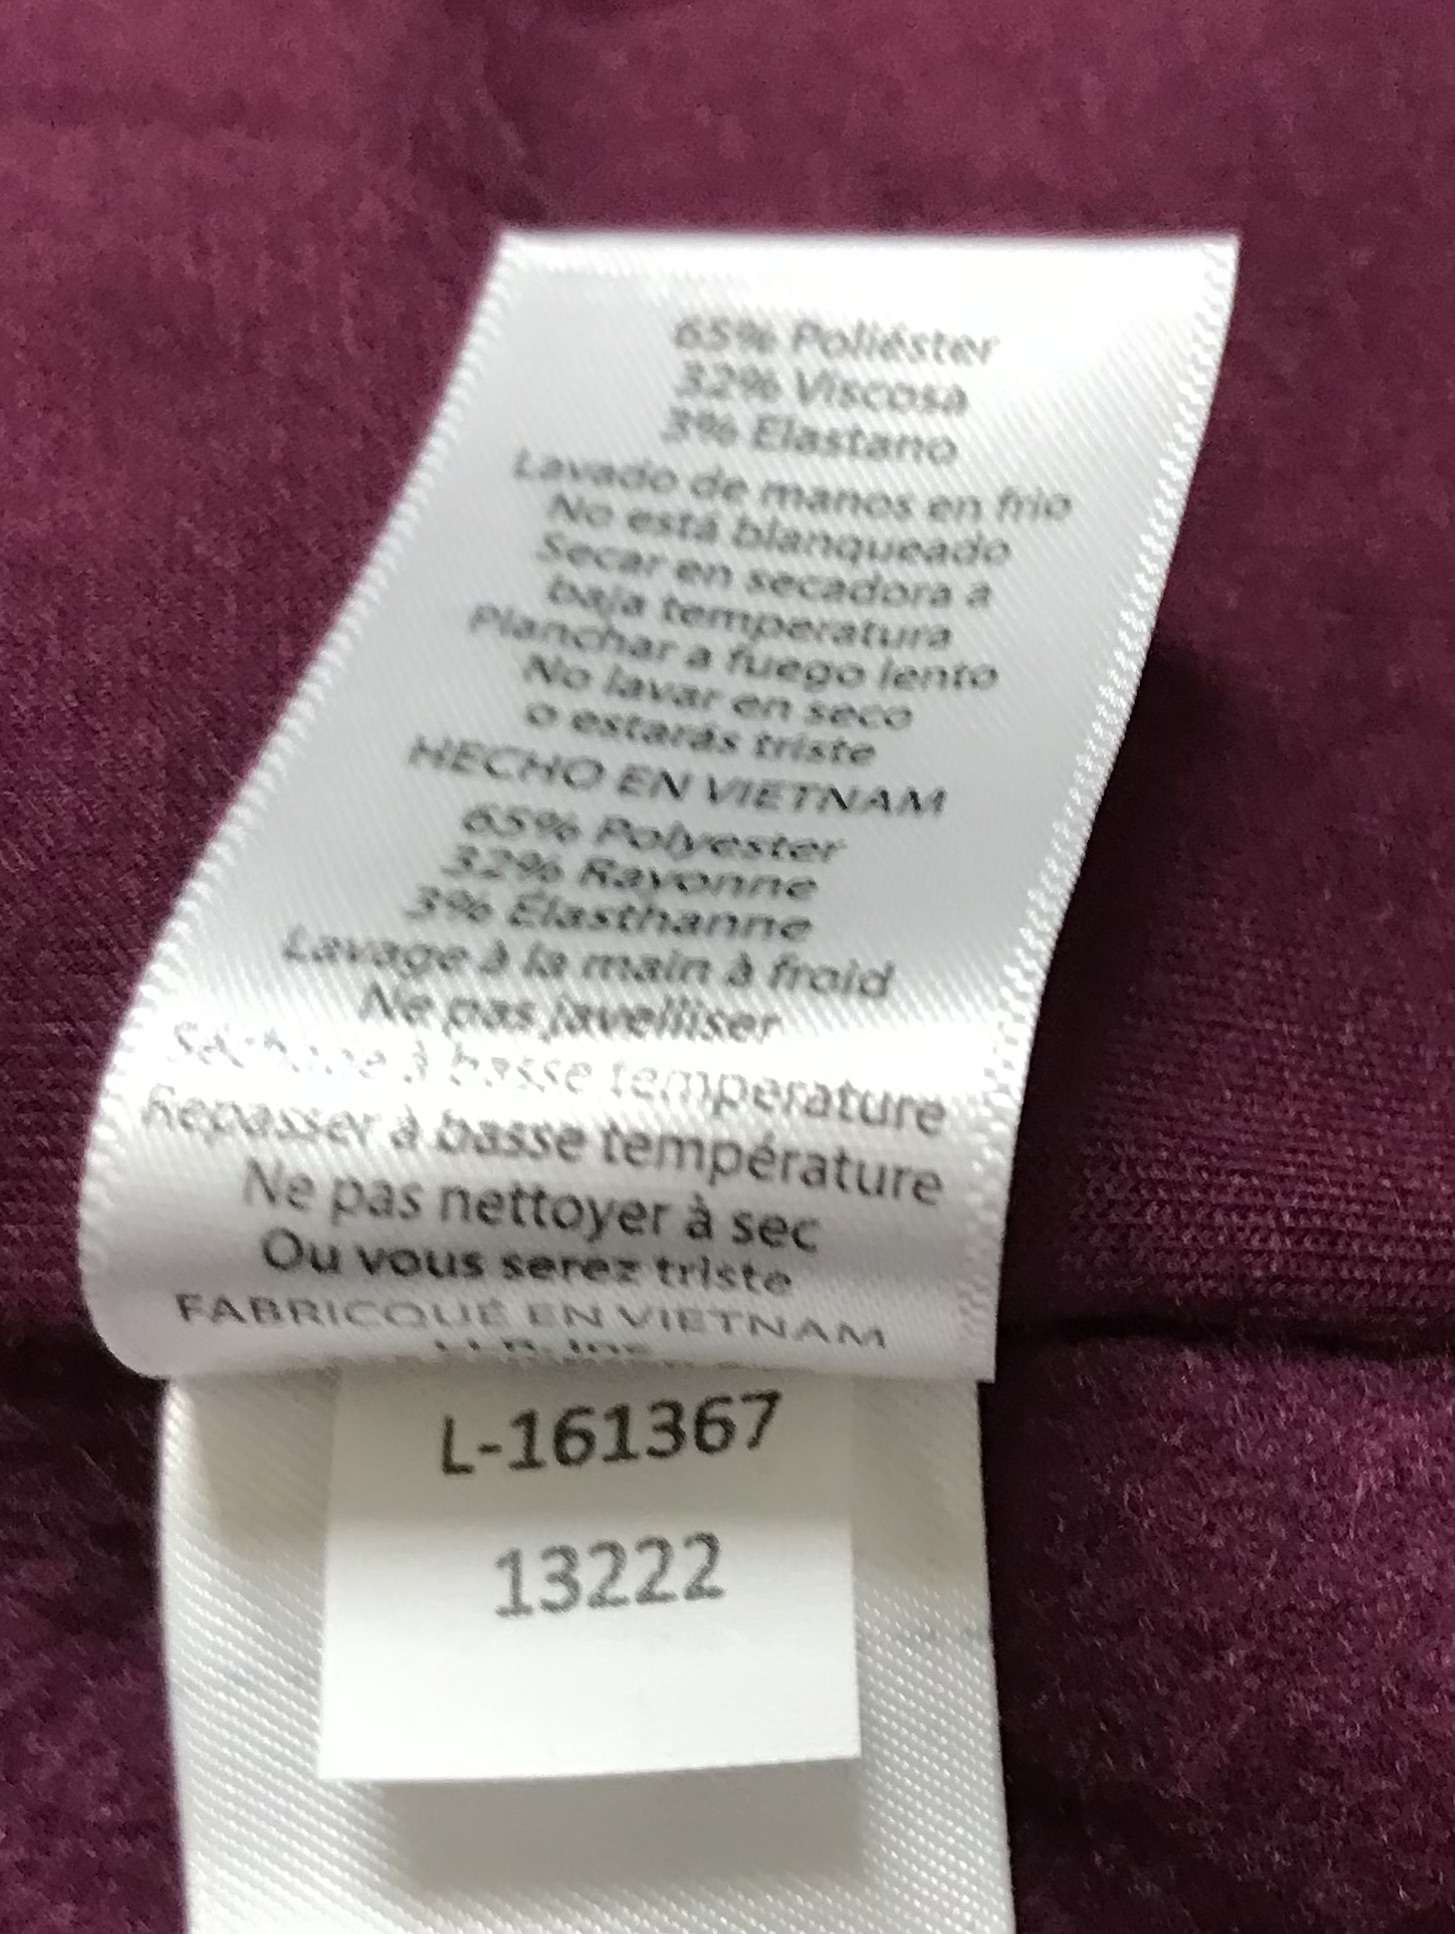 65% Poliéster
32% Viscosa
3% Elastano
Lavado de manos en frio
No está blanqueado
Secar en secadora a
baja temperatura
Planchar a fuego lento
No lavar en seco
o estarás triste
HECHO EN VIETNAM
65% Polyester
32% Rayonne
3% Élasthanne
Lavage à la main à froid
Ne pas javelliser
à basse temperature
Repasser à basse température
Ne pas nettoyer à sec
Ou vous serez triste
FABRICQUÉ EN VIETNAM
LLR, Inc
L-161367
13222